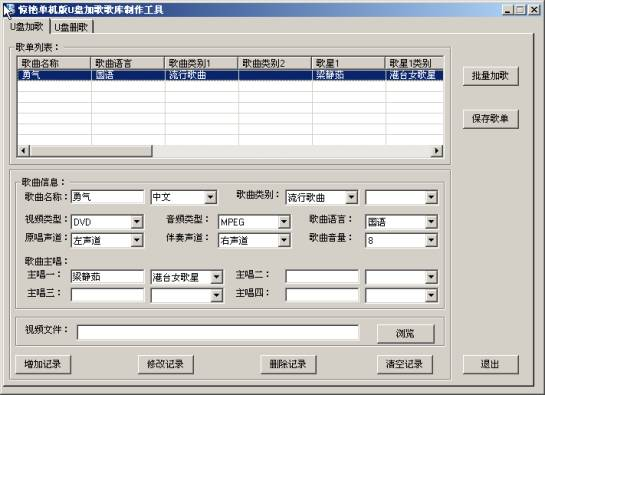 惊艳单机版U盘加歌歌库制作工具
U盘加歌 U盘删歌
歌单列表：
歌曲名称 歌曲语言 歌曲类别1 歌曲类别2 歌星1 歌星1类别
勇气 国语 流行歌曲 梁静茹 港台女歌星
批量加歌
保存歌单
歌曲信息：
歌曲名称： 勇气 中文 歌曲类别： 流行歌曲
视频类型： DVD 音频类型： MPEG 歌曲语言： 国语
原唱声道： 左声道 伴奏声道： 右声道 歌曲音量： 8
歌曲主唱：
主唱一： 梁静茹 港台女歌星 主唱二：
主唱三： 主唱四：
视频文件： 浏览
增加记录 修改记录 删除记录 清空记录 退出